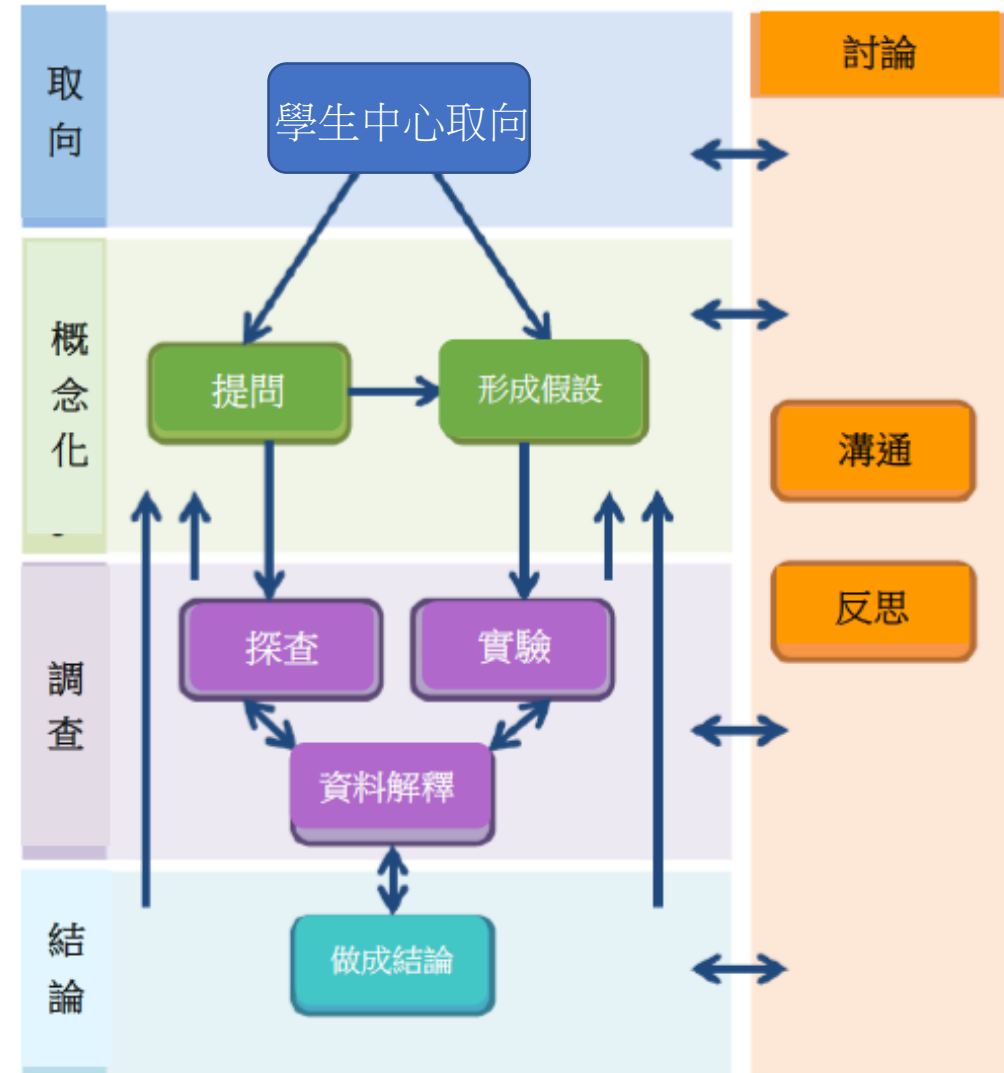 取
向
學生中心取向
討論
概
念
化
提問
形成假設
溝通
反思
調
查
探查
實驗
資料解釋
結
論
做成結論